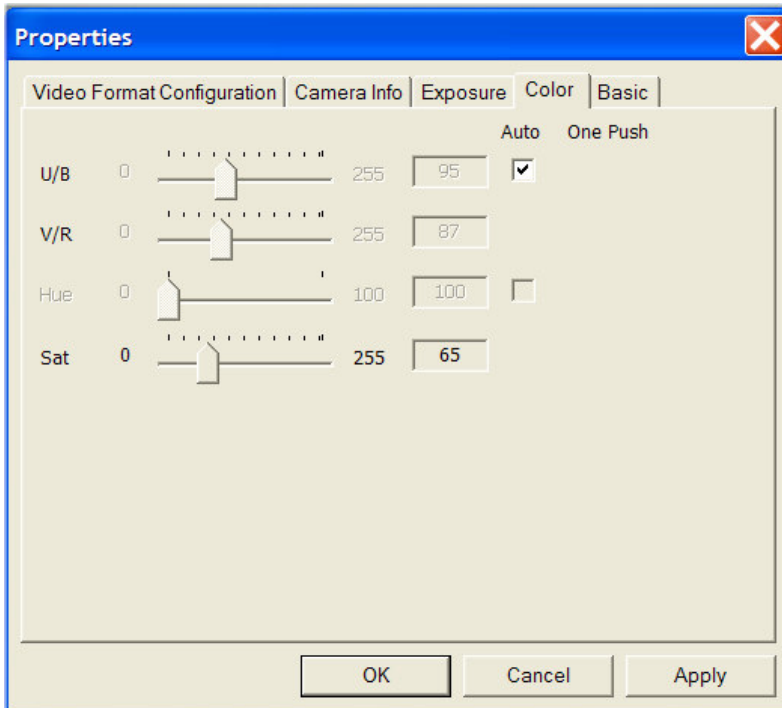 Properties
Video Format Configuration Camera Info Exposure Color Basic
Auto One Push
U/B 0 255 95
V/R 0 255 87
Hue 0 100 100
Sat 0 255 65
OK Cancel Apply